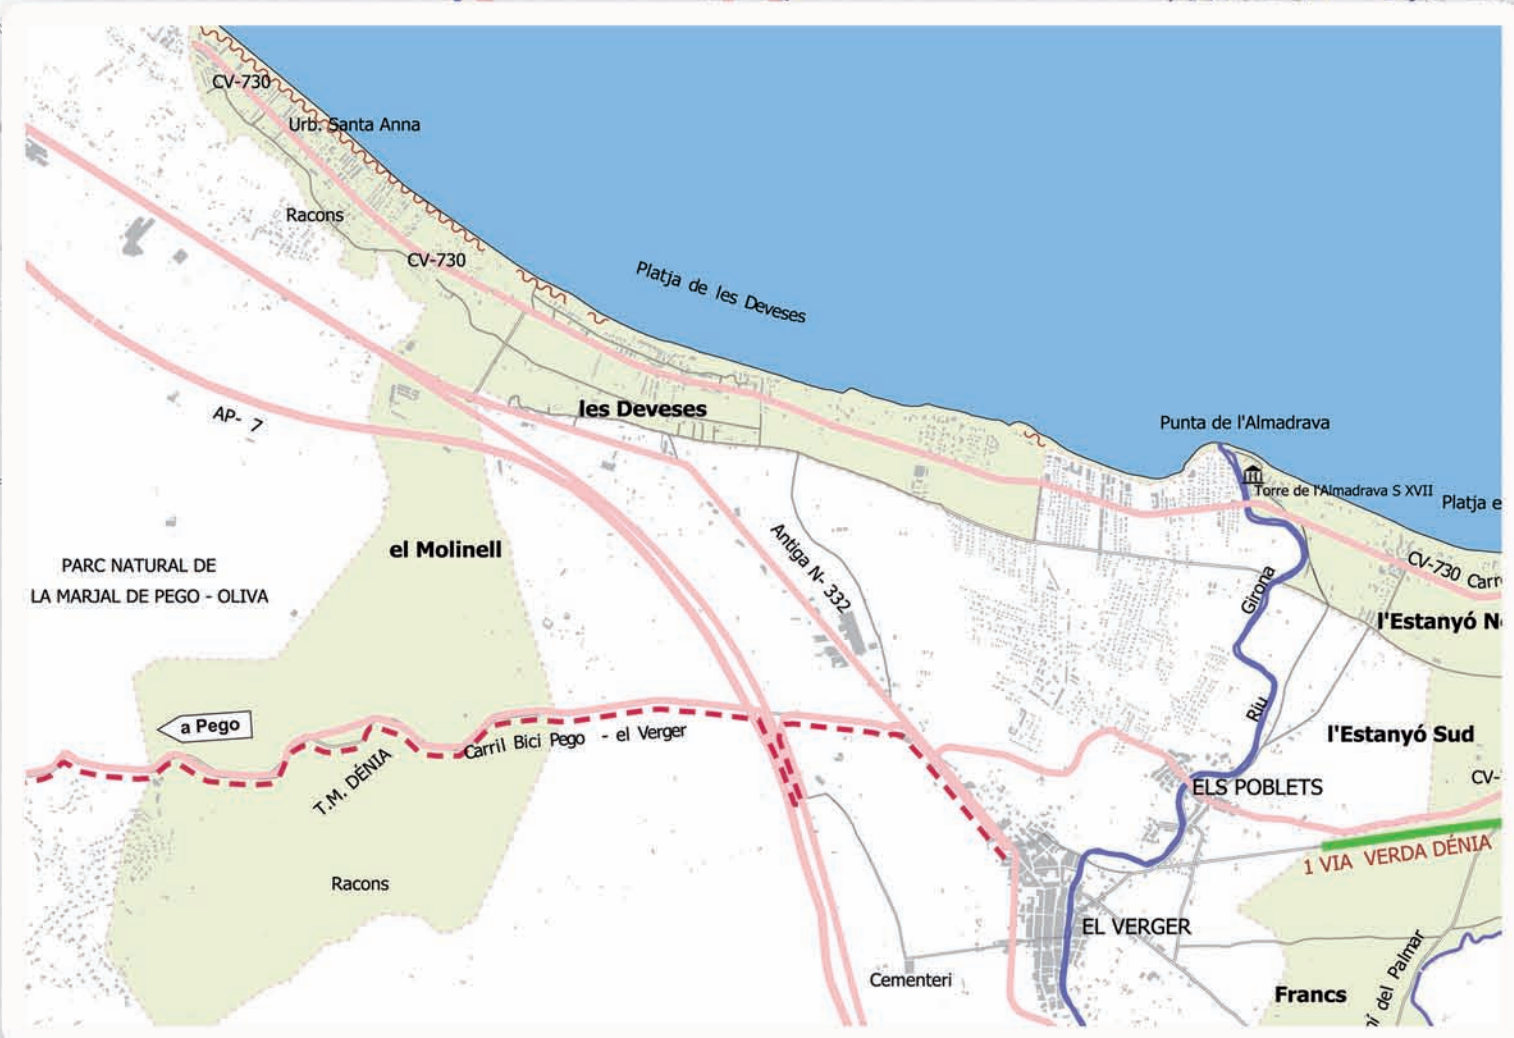 CV-730
Urb. Santa Anna
Racons
CV-730
Platja de les Deveses
AP- 7
les Deveses
Punta de l'Almadrava
Torre de l'Almadrava S XVII
Platja e
Antiga N- 332
el Molinell
PARC NATURAL DE
LA MARJAL DE PEGO - OLIVA
CV-730 Carr
Girona
l'Estanyó N
Riu
a Pego
Carril Bici Pego - el Verger
l'Estanyó Sud
T.M. DÉNIA
CV-
ELS POBLETS
1 VIA VERDA DÉNIA
Racons
EL VERGER
Cementeri
Francs
ní del Palmar